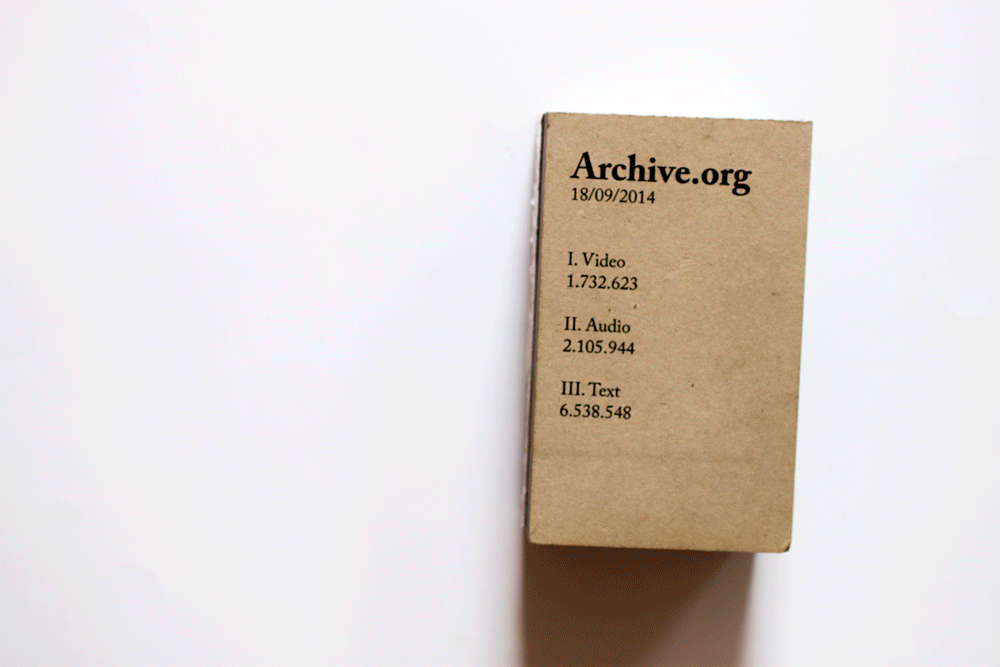 Archive.org
18/09/2014
I. Video
1.732.623
II. Audio
2.105.944
III. Text
6.538.548